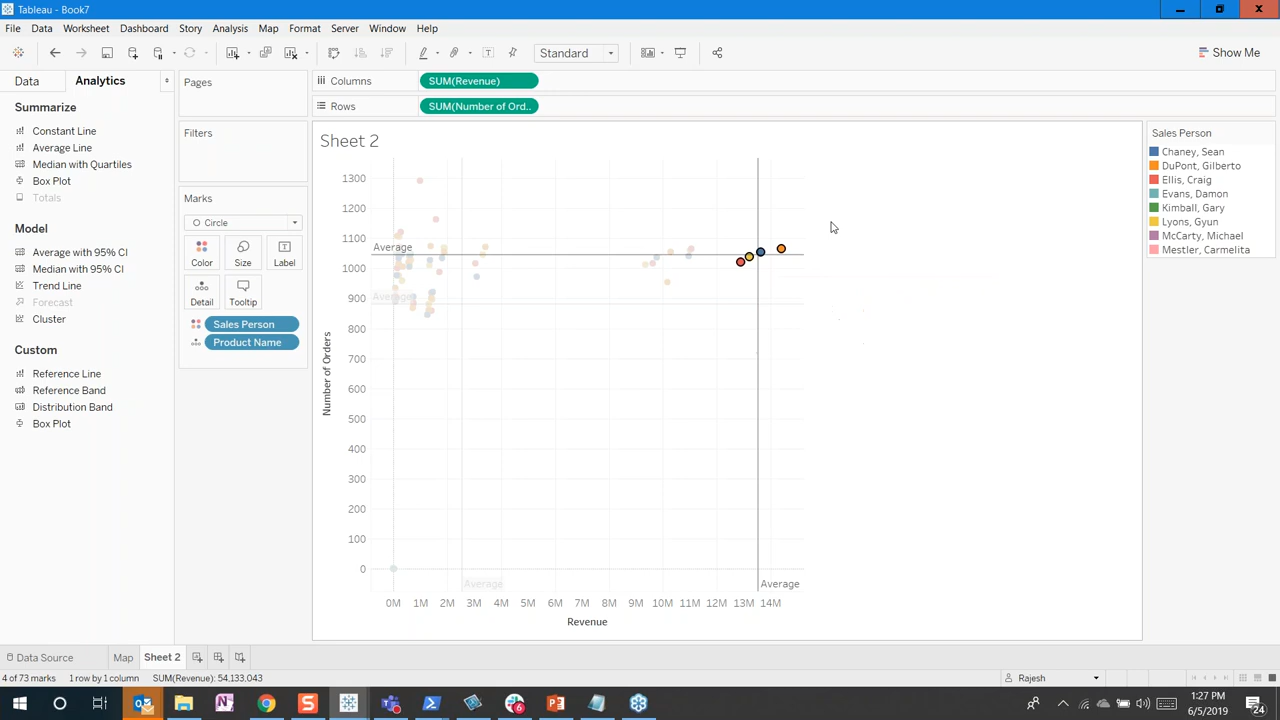 Tableau - Book7
File Data Worksheet Dashboard Story Analysis Map Format Server Window Help
Standard
Show Me
Data Analytics
Summarize
Constant Line
Average Line
Median with Quartiles
Box Plot
Totals
Model
Average with 95% CI
Median with 95% CI
Trend Line
Forecast
Cluster
Custom
Reference Line
Reference Band
Distribution Band
Box Plot
Pages
Filters
Marks
Circle
Color Size Label
Detail Tooltip
Sales Person
Product Name
Columns SUM(Revenue)
Rows SUM(Number of Ord..
Sheet 2
Number of Orders
1300
1200
1100
1000
900
800
700
600
500
400
300
200
100
0
Average
Average
Average
Average
0M 1M 2M 3M 4M 5M 6M 7M 8M 9M 10M 11M 12M 13M 14M
Revenue
Sales Person
Chaney, Sean
DuPont, Gilberto
Ellis, Craig
Evans, Damon
Kimball, Gary
Lyons, Gyun
McCarty, Michael
Mestler, Carmelita
Data Source Map Sheet 2
4 of 73 marks 1 row by 1 column SUM(Revenue): 54,133,043
Rajesh
1:27 PM
6/5/2019
6
24